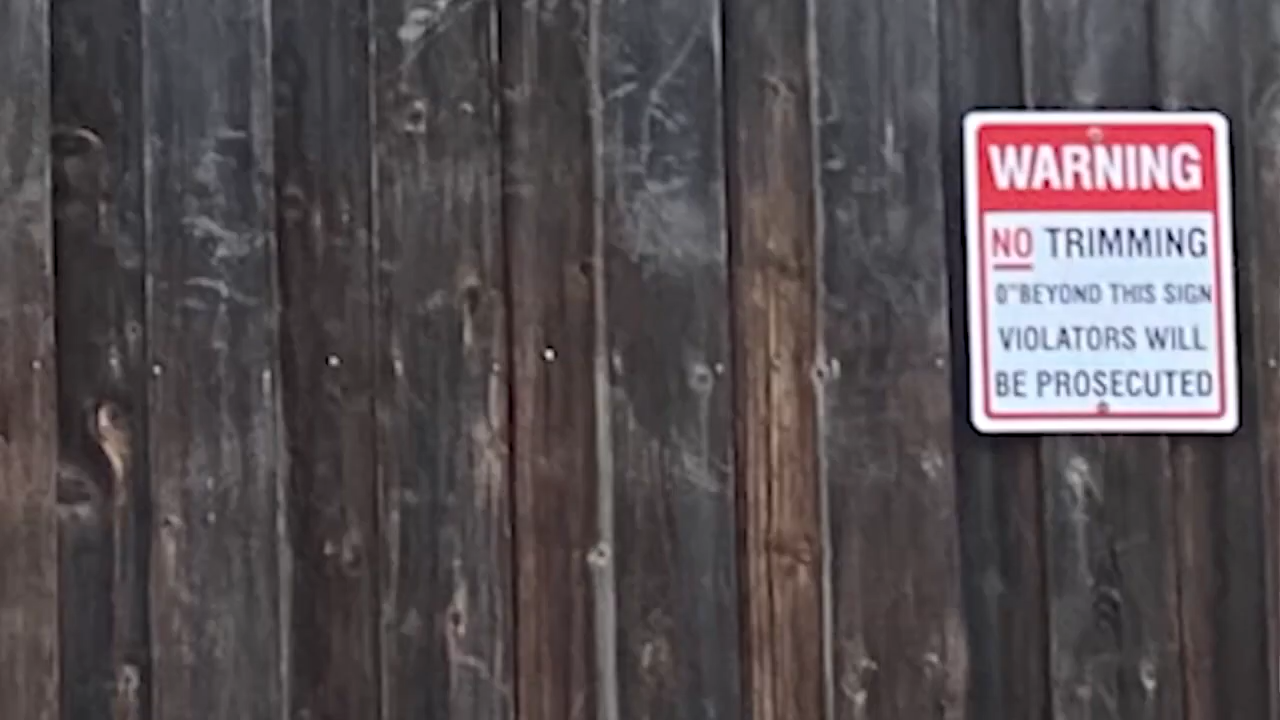 WARNING
NO TRIMMING
0"BEYOND THIS SIGN
VIOLATORS WILL
BE PROSECUTED